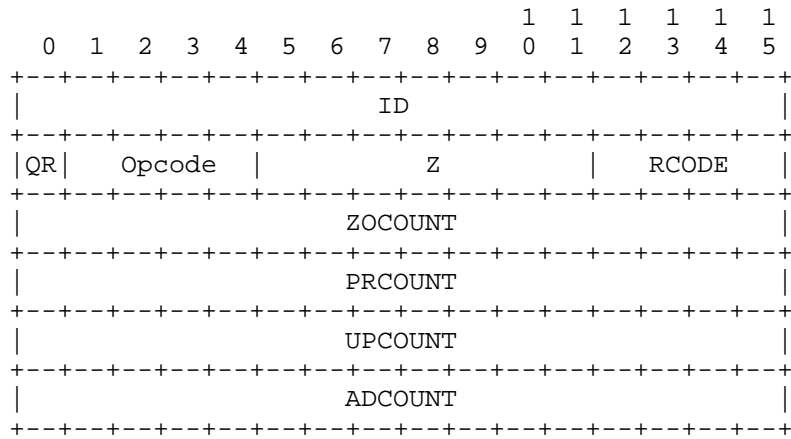 1  1  1  1  1  1
  0  1  2  3  4  5  6  7  8  9  0  1  2  3  4  5
+--+--+--+--+--+--+--+--+--+--+--+--+--+--+--+--+
|                      ID                       |
+--+--+--+--+--+--+--+--+--+--+--+--+--+--+--+--+
|QR|   Opcode  |          Z         |   RCODE   |
+--+--+--+--+--+--+--+--+--+--+--+--+--+--+--+--+
|                    ZOCOUNT                    |
+--+--+--+--+--+--+--+--+--+--+--+--+--+--+--+--+
|                    PRCOUNT                    |
+--+--+--+--+--+--+--+--+--+--+--+--+--+--+--+--+
|                    UPCOUNT                    |
+--+--+--+--+--+--+--+--+--+--+--+--+--+--+--+--+
|                    ADCOUNT                    |
+--+--+--+--+--+--+--+--+--+--+--+--+--+--+--+--+